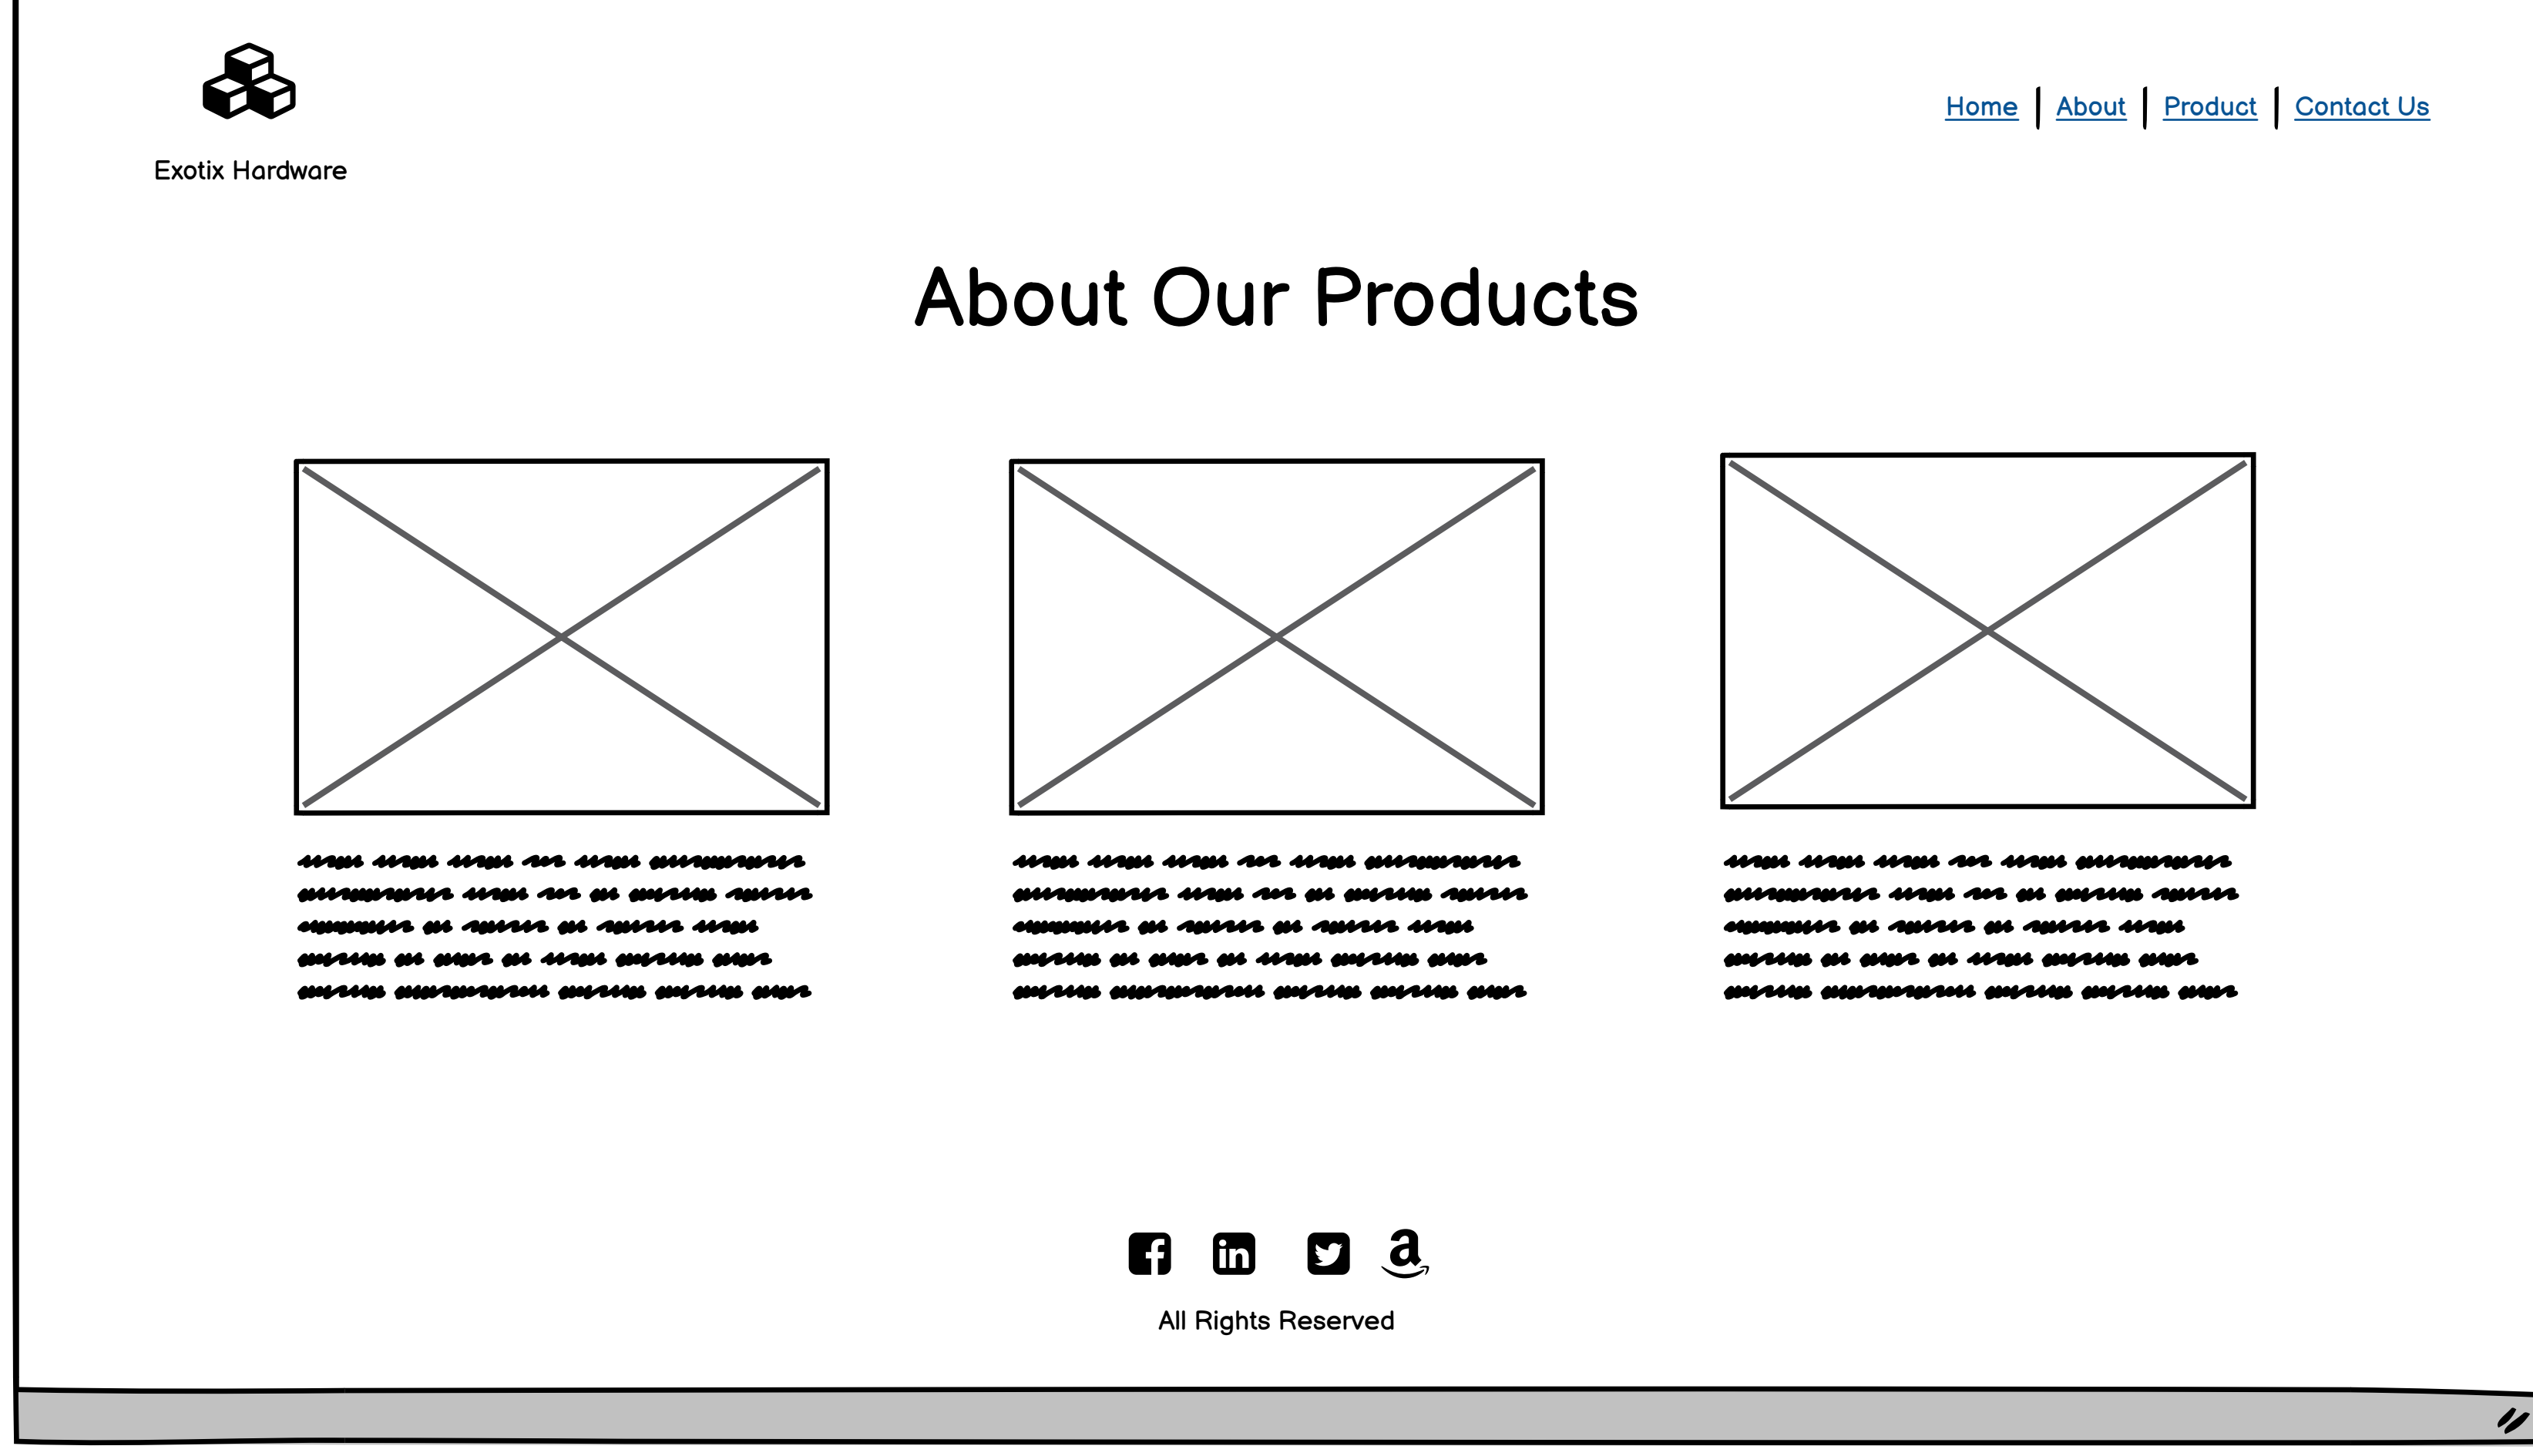 Exotix Hardware
Home | About | Product | Contact Us
About Our Products
All Rights Reserved